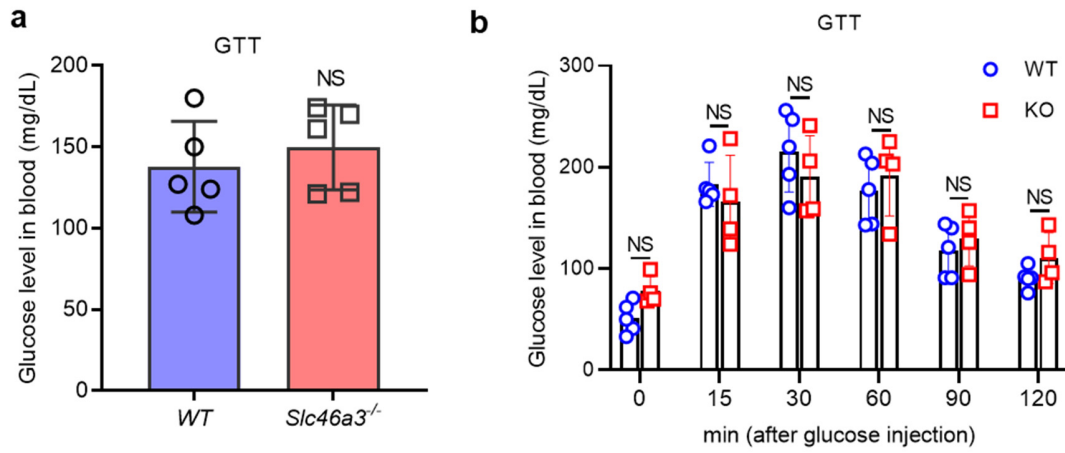 a
GTT
Glucose level in blood (mg/dL)
200
150
100
50
0
NS
WT
Slc46a3-/-
b
GTT
Glucose level in blood (mg/dL)
300
200
100
0
WT
KO
NS
NS
NS
NS
NS
NS
0 15 30 60 90 120
min (after glucose injection)